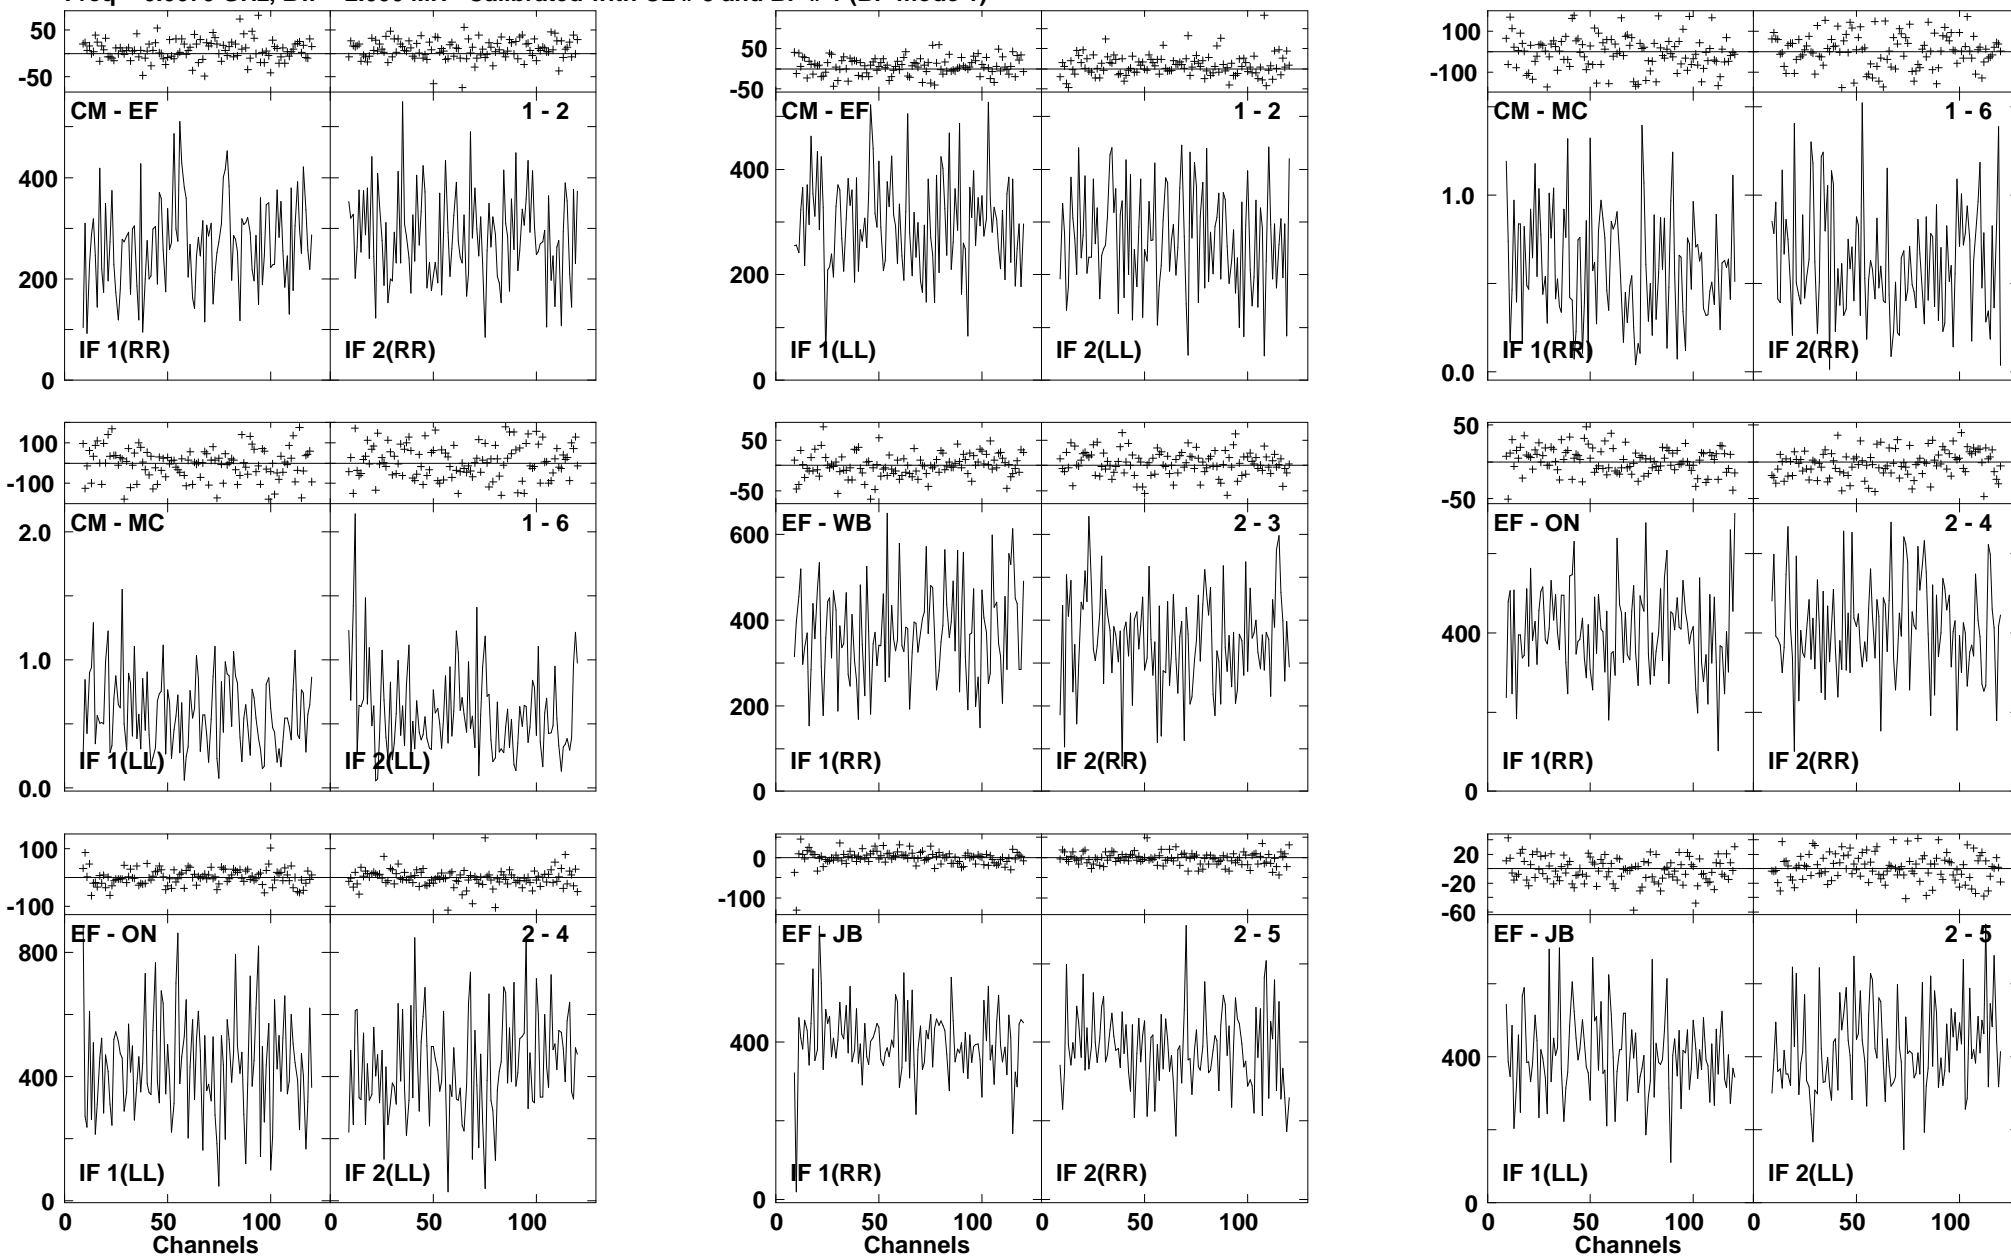 50
-50
CM - EF 1 - 2
400
200
0
IF 1(RR) IF 2(RR)
50
-50
CM - EF 1 - 2
400
200
0
IF 1(LL) IF 2(LL)
100
-100
CM - MC 1 - 6
1.0
0.0
IF 1(RR) IF 2(RR)
100
-100
CM - MC 1 - 6
2.0
1.0
0.0
IF 1(LL) IF 2(LL)
50
-50
EF - WB 2 - 3
600
400
200
0
IF 1(RR) IF 2(RR)
50
-50
EF - ON 2 - 4
400
0
IF 1(RR) IF 2(RR)
100
-100
EF - ON 2 - 4
800
400
0
IF 1(LL) IF 2(LL)
0 50 100 0 50 100
Channels
0
-100
EF - JB 2 - 5
400
0
IF 1(RR) IF 2(RR)
0 50 100 0 50 100
Channels
20
-20
-60
EF - JB 2 - 5
400
0
IF 1(LL) IF 2(LL)
0 50 100 0 50 100
Channels